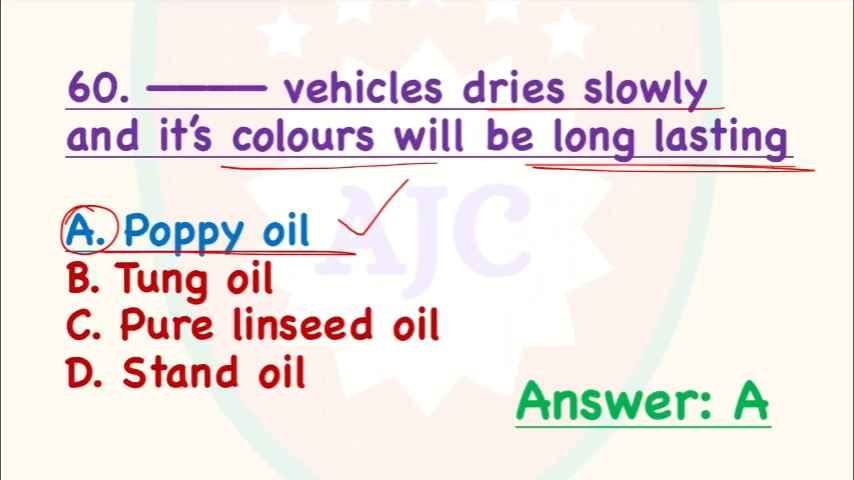 60. ———— vehicles dries slowly
and it's colours will be long lasting
AJC
A. Poppy oil
B. Tung oil
C. Pure linseed oil
D. Stand oil
Answer: A